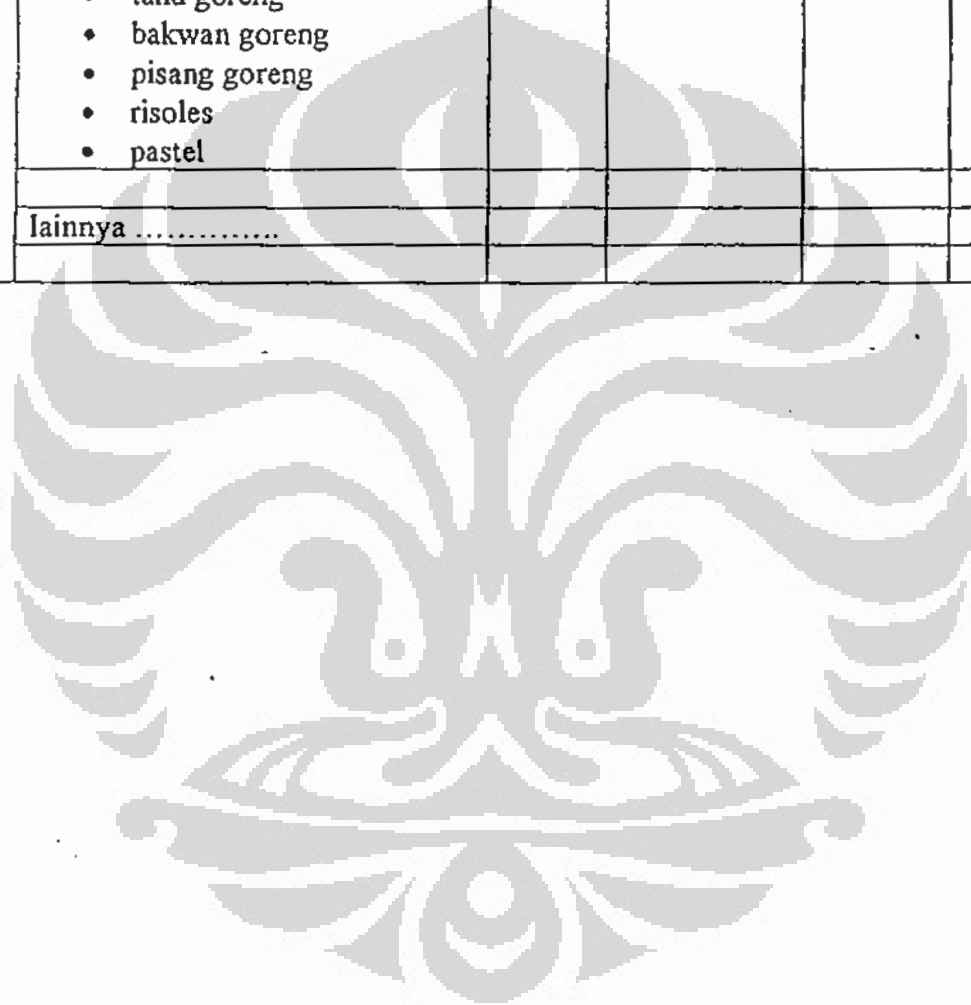 • bakwan goreng
• pisang goreng
• risoles
• pastel
lainnya ..............